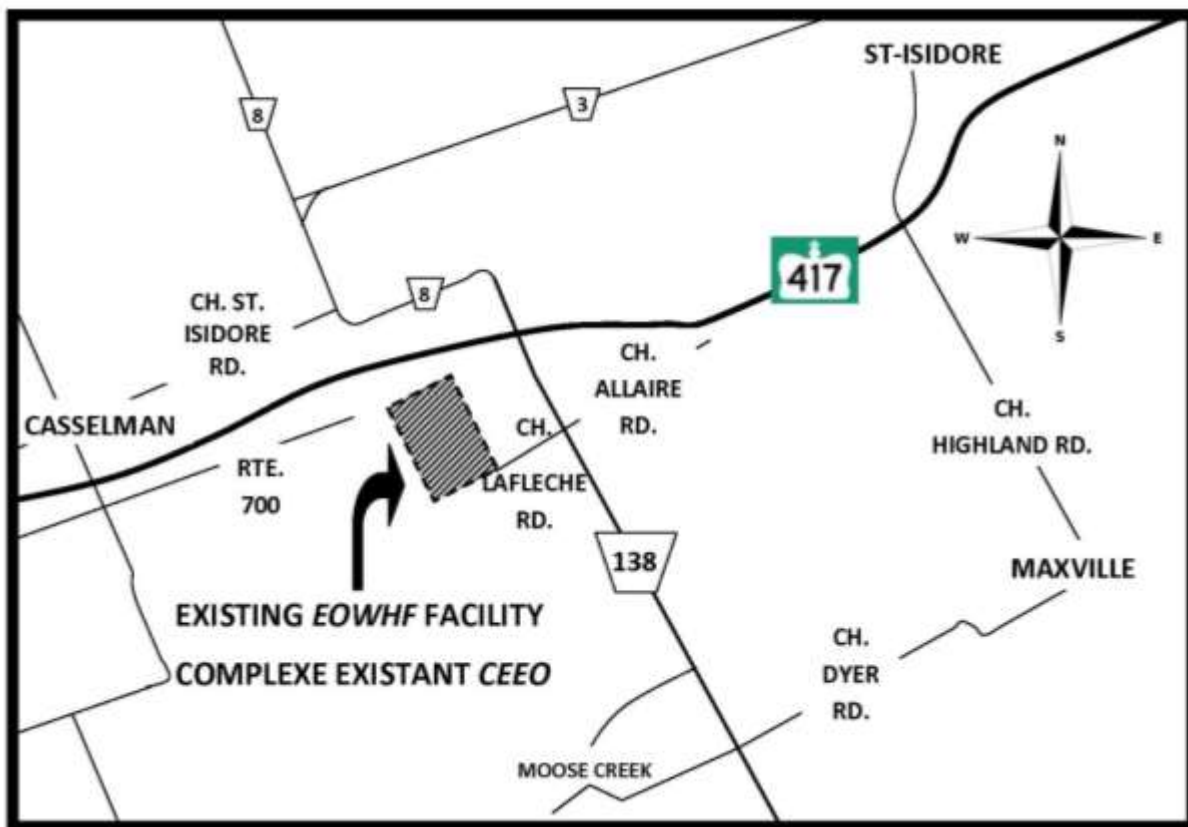 ST-ISIDORE
8
3
N
W
E
S
417
8
CH. ST.
ISIDORE
RD.
CH.
ALLAIRE
RD.
CASSELMAN
CH.
HIGHLAND RD.
RTE.
700
CH.
LAFLECHE
RD.
138
MAXVILLE
EXISTING EOWHF FACILITY
COMPLEXE EXISTANT CEEO
CH.
DYER
RD.
MOOSE CREEK